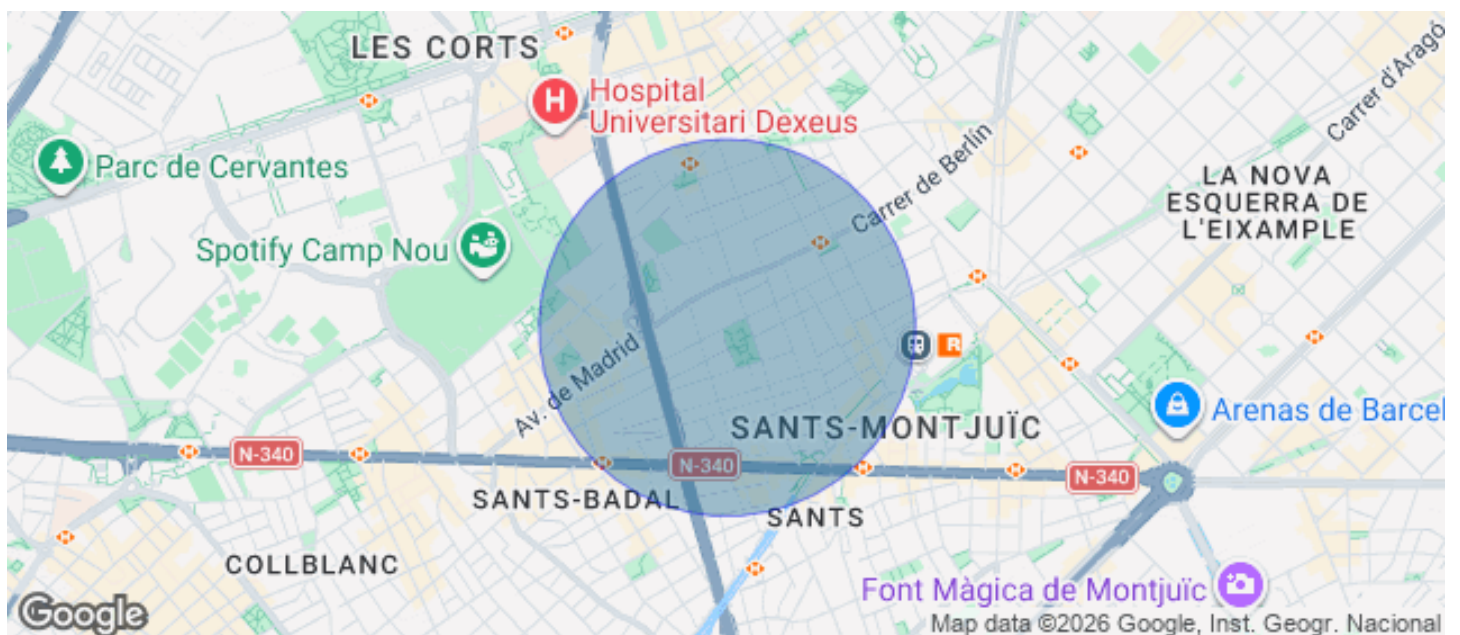 LES CORTS
H
Hospital
Universitari Dexeus
Parc de Cervantes
Spotify Camp Nou
Carrer de Berlín
Carrer d'Aragó
LA NOVA
ESQUERRA DE
L'EIXAMPLE
Av. de Madrid
R
SANTS-MONTJUÏC
Arenas de Barcel
N-340
N-340
N-340
SANTS-BADAL
SANTS
COLLBLANC
Font Màgica de Montjuïc
Google
Map data ©2026 Google, Inst. Geogr. Nacional